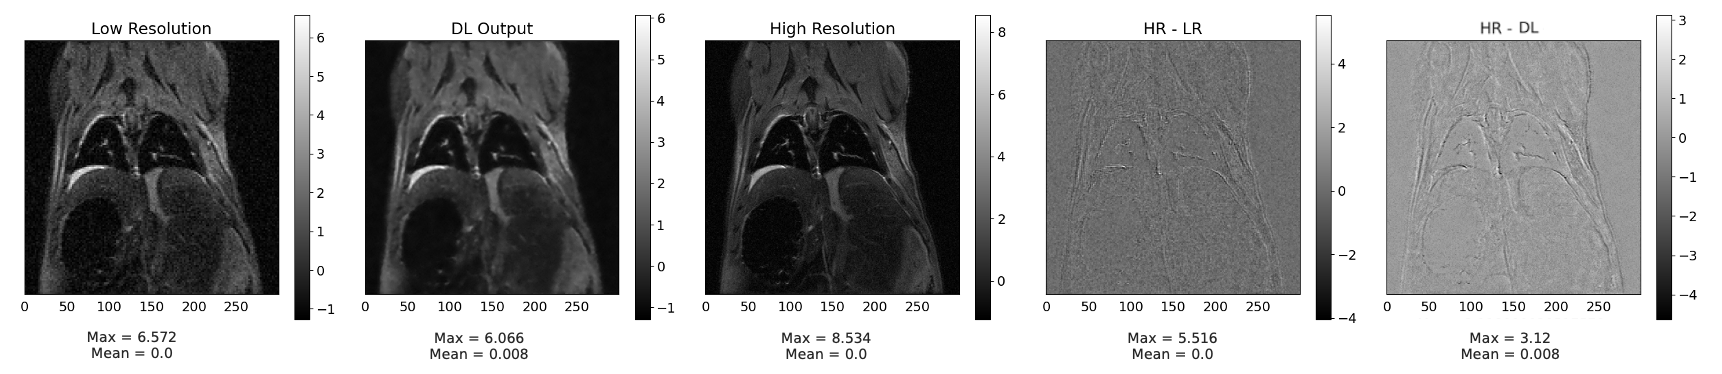 Low Resolution
6
5
4
3
2
1
0
−1
0 50 100 150 200 250
Max = 6.572
Mean = 0.0
DL Output
6
5
4
3
2
1
0
−1
0 50 100 150 200 250
Max = 6.066
Mean = 0.008
High Resolution
8
6
4
2
0
0 50 100 150 200 250
Max = 8.534
Mean = 0.0
HR - LR
4
2
0
−2
−4
0 50 100 150 200 250
Max = 5.516
Mean = 0.0
HR - DL
3
2
1
0
−1
−2
−3
−4
0 50 100 150 200 250
Max = 3.12
Mean = 0.008